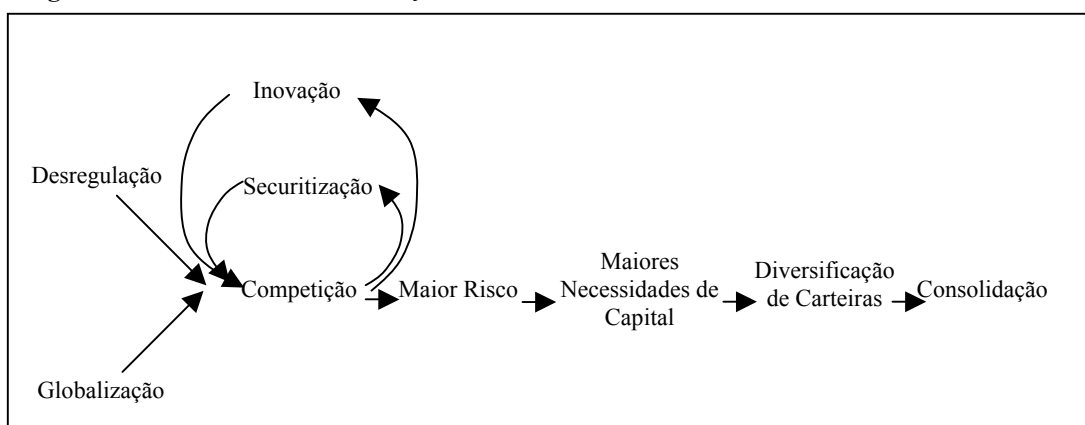 Inovação
Desregulação
Securitização
Competição
Maior Risco
Maiores
Necessidades de
Capital
Diversificação
de Carteiras
Consolidação
Globalização